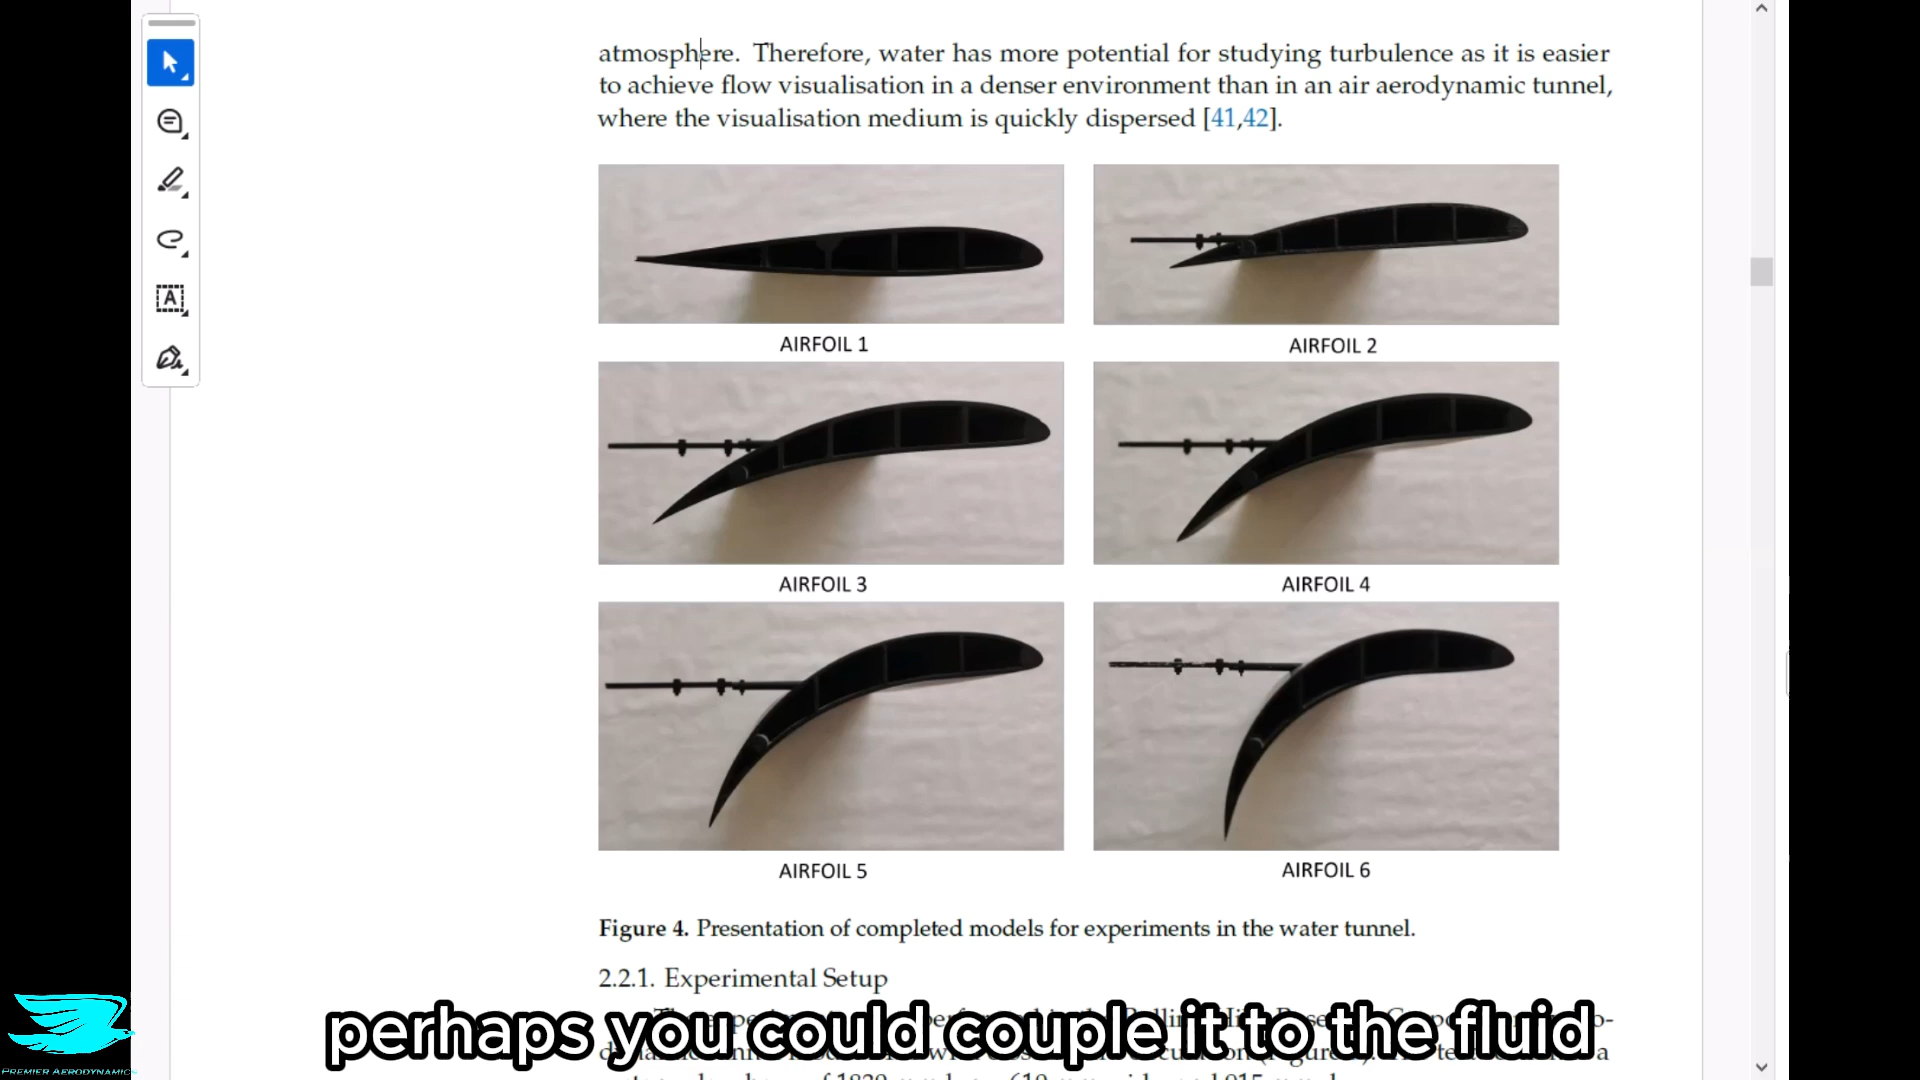 atmosphere. Therefore, water has more potential for studying turbulence as it is easier
to achieve flow visualisation in a denser environment than in an air aerodynamic tunnel,
where the visualisation medium is quickly dispersed [41,42].
AIRFOIL 1
AIRFOIL 2
AIRFOIL 3
AIRFOIL 4
AIRFOIL 5
AIRFOIL 6
Figure 4. Presentation of completed models for experiments in the water tunnel.
2.2.1. Experimental Setup
perhaps you could couple it to the fluid
PREMIER AERODYNAMICS